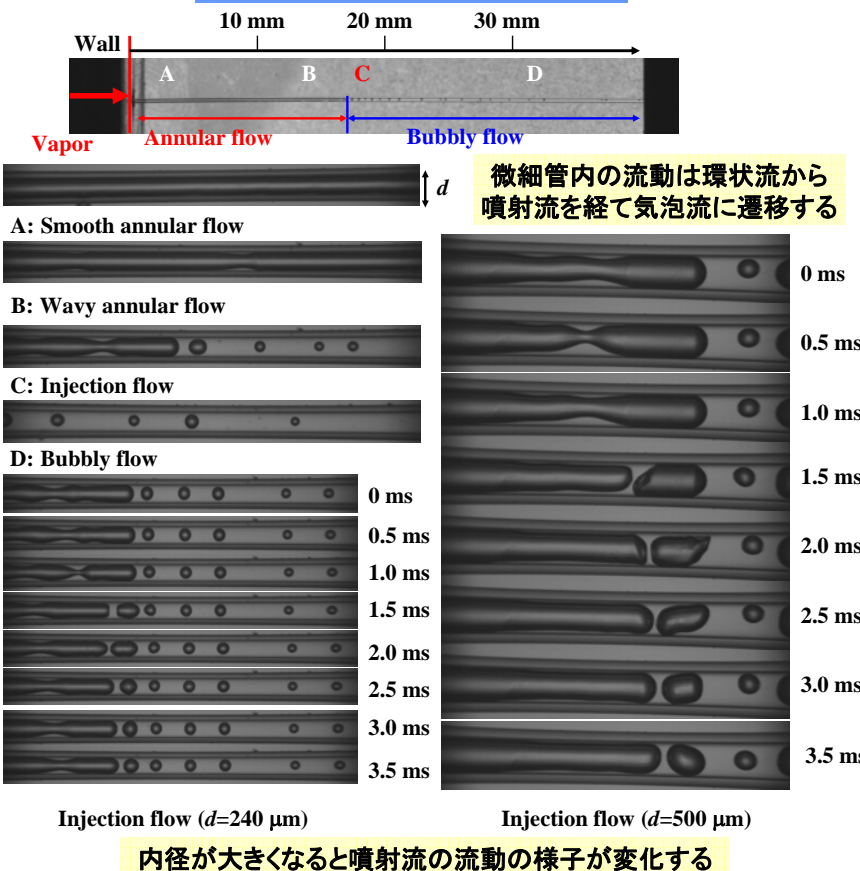 10 mm 20 mm 30 mm
Wall
A B C D
Vapor Annular flow Bubbly flow
d
微細管内の流動は環状流から
噴射流を経て気泡流に遷移する
A: Smooth annular flow
B: Wavy annular flow
C: Injection flow
D: Bubbly flow
0 ms
0.5 ms
1.0 ms
1.5 ms
2.0 ms
2.5 ms
3.0 ms
3.5 ms
Injection flow (d=240 μm)
0 ms
0.5 ms
1.0 ms
1.5 ms
2.0 ms
2.5 ms
3.0 ms
3.5 ms
Injection flow (d=500 μm)
内径が大きくなると噴射流の流動の様子が変化する